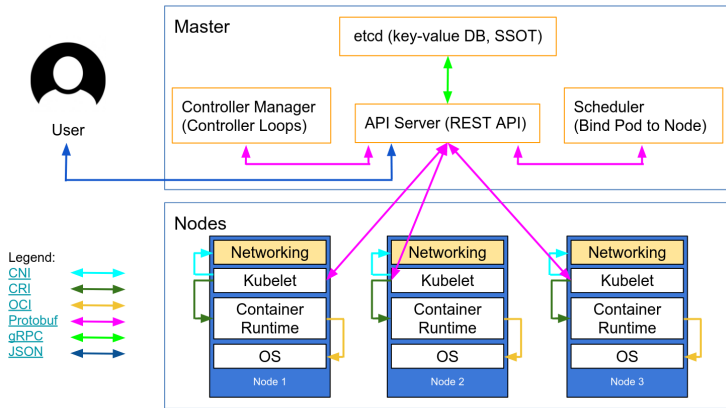 Master
etcd (key-value DB, SSOT)
Controller Manager
(Controller Loops)
API Server (REST API)
Scheduler
(Bind Pod to Node)
User
Nodes
Legend:
CNI
CRI
OCI
Protobuf
gRPC
JSON
Networking
Kubelet
Container
Runtime
OS
Node 1
Networking
Kubelet
Container
Runtime
OS
Node 2
Networking
Kubelet
Container
Runtime
OS
Node 3